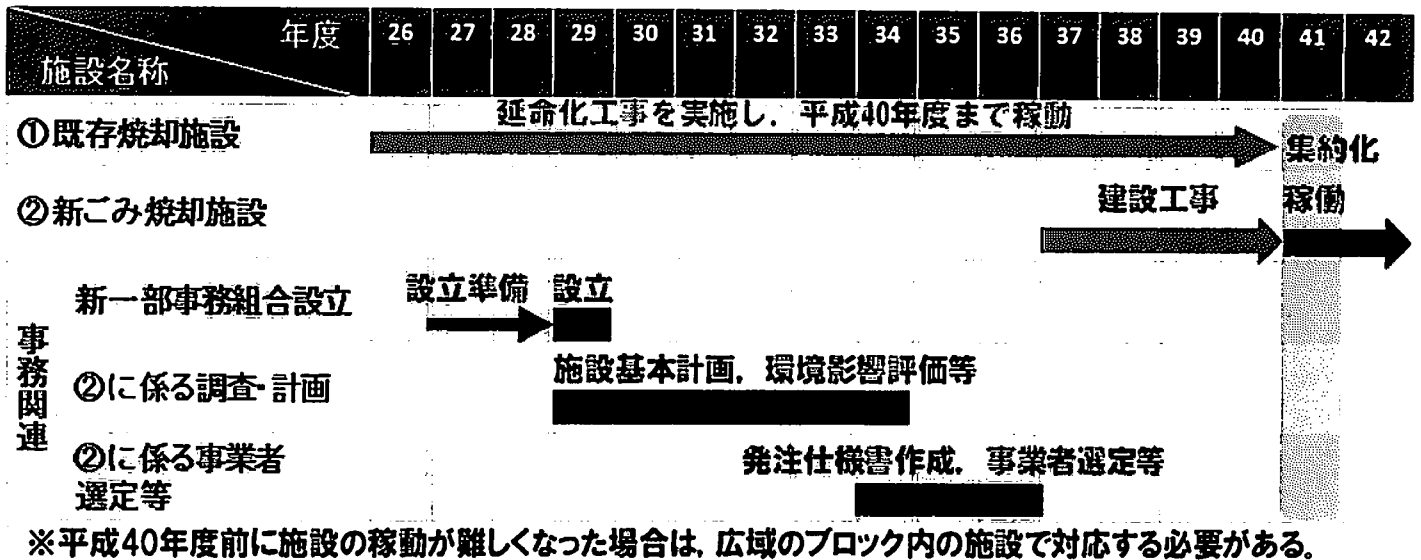 年度 26 27 28 29 30 31 32 33 34 35 36 37 38 39 40 41 42
施設名称
延命化工事を実施し,平成40年度まで稼動
①既存焼却施設
集約化
②新ごみ焼却施設
建設工事 稼働
新一部事務組合設立
設立準備 設立
事務関連
②に係る調査・計画
施設基本計画,環境影響評価等
②に係る事業者
選定等
発注仕様書作成,事業者選定等
※平成40年度前に施設の稼動が難しくなった場合は,広域のブロック内の施設で対応する必要がある。